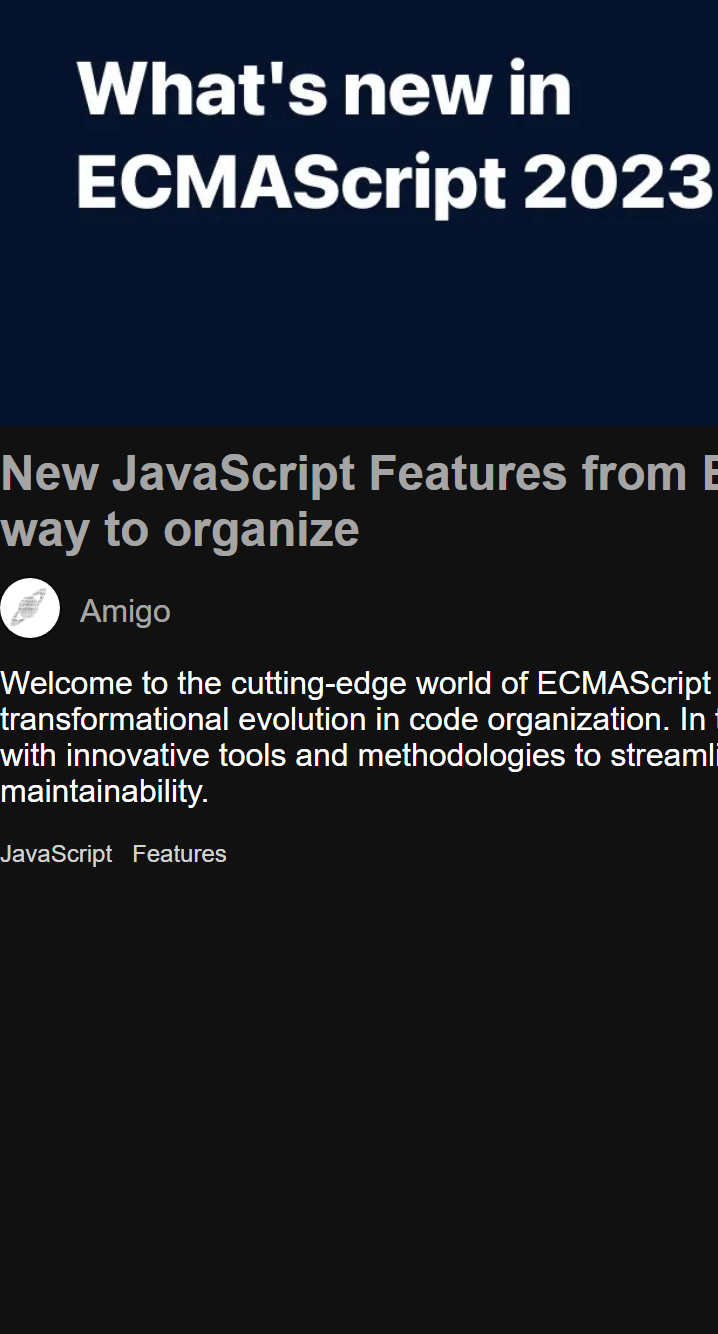 What's new in
ECMAScript 2023
New JavaScript Features from
way to organize
Amigo
Welcome to the cutting-edge world of ECMAScript
transformational evolution in code organization. In
with innovative tools and methodologies to streamli
maintainability.
JavaScript Features